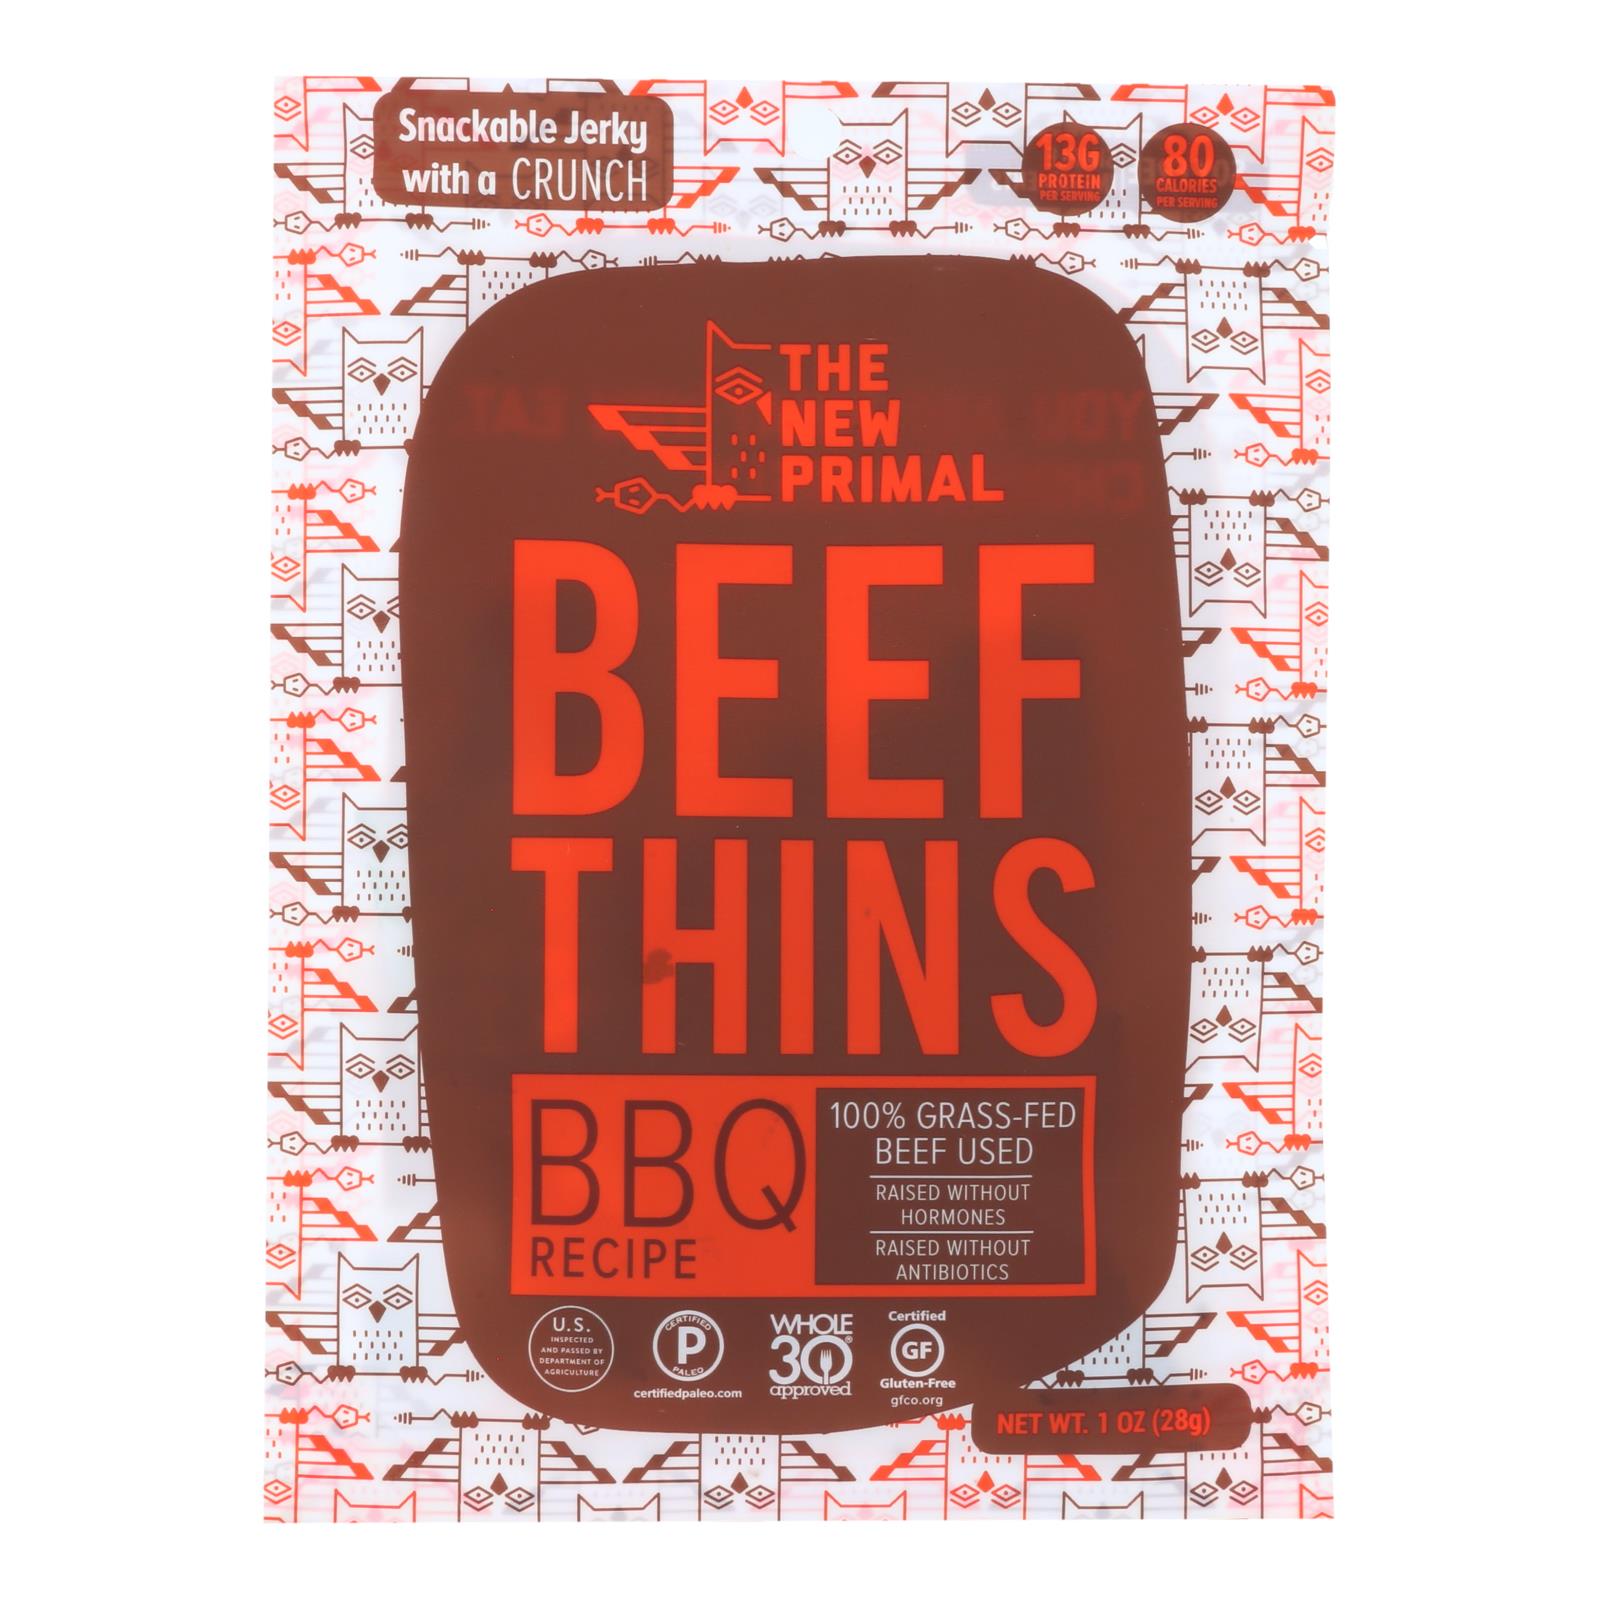 Snackable Jerky
with a CRUNCH
13G
PROTEIN
PER SERVING
80
CALORIES
PER SERVING
THE
NEW
PRIMAL
BEEF
THINS
BBQ
RECIPE
100% GRASS-FED
BEEF USED
RAISED WITHOUT
HORMONES
RAISED WITHOUT
ANTIBIOTICS
U.S.
INSPECTED
AND PASSED BY
DEPARTMENT OF
AGRICULTURE
CERTIFIED
P
PALEO
certifiedpaleo.com
WHOLE
30®
approved
Certified
GF
Gluten-Free
gfco.org
NET WT. 1 OZ (28g)